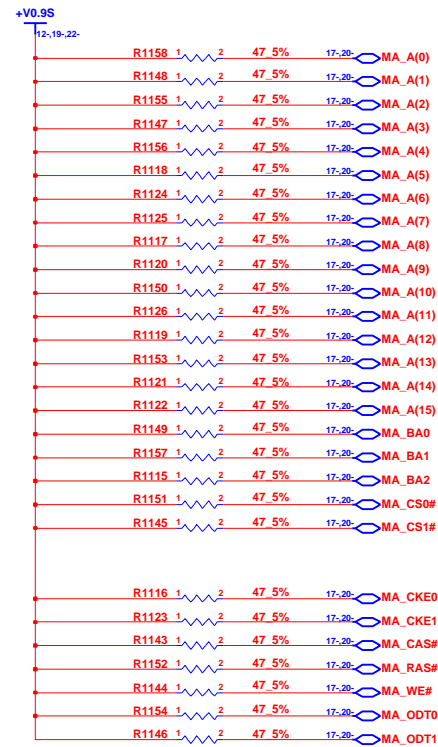 +V0.9S
12-,19-,22-
R1158 1 2 47_5% 17-,20- MA_A(0)
R1148 1 2 47_5% 17-,20- MA_A(1)
R1155 1 2 47_5% 17-,20- MA_A(2)
R1147 1 2 47_5% 17-,20- MA_A(3)
R1156 1 2 47_5% 17-,20- MA_A(4)
R1118 1 2 47_5% 17-,20- MA_A(5)
R1124 1 2 47_5% 17-,20- MA_A(6)
R1125 1 2 47_5% 17-,20- MA_A(7)
R1117 1 2 47_5% 17-,20- MA_A(8)
R1120 1 2 47_5% 17-,20- MA_A(9)
R1150 1 2 47_5% 17-,20- MA_A(10)
R1126 1 2 47_5% 17-,20- MA_A(11)
R1119 1 2 47_5% 17-,20- MA_A(12)
R1153 1 2 47_5% 17-,20- MA_A(13)
R1121 1 2 47_5% 17-,20- MA_A(14)
R1122 1 2 47_5% 17-,20- MA_A(15)
R1149 1 2 47_5% 17-,20- MA_BA0
R1157 1 2 47_5% 17-,20- MA_BA1
R1115 1 2 47_5% 17-,20- MA_BA2
R1151 1 2 47_5% 17-,20- MA_CS0#
R1145 1 2 47_5% 17-,20- MA_CS1#
R1116 1 2 47_5% 17-,20- MA_CKE0
R1123 1 2 47_5% 17-,20- MA_CKE1
R1143 1 2 47_5% 17-,20- MA_CAS#
R1152 1 2 47_5% 17-,20- MA_RAS#
R1144 1 2 47_5% 17-,20- MA_WE#
R1154 1 2 47_5% 17-,20- MA_ODT0
R1146 1 2 47_5% 17-,20- MA_ODT1